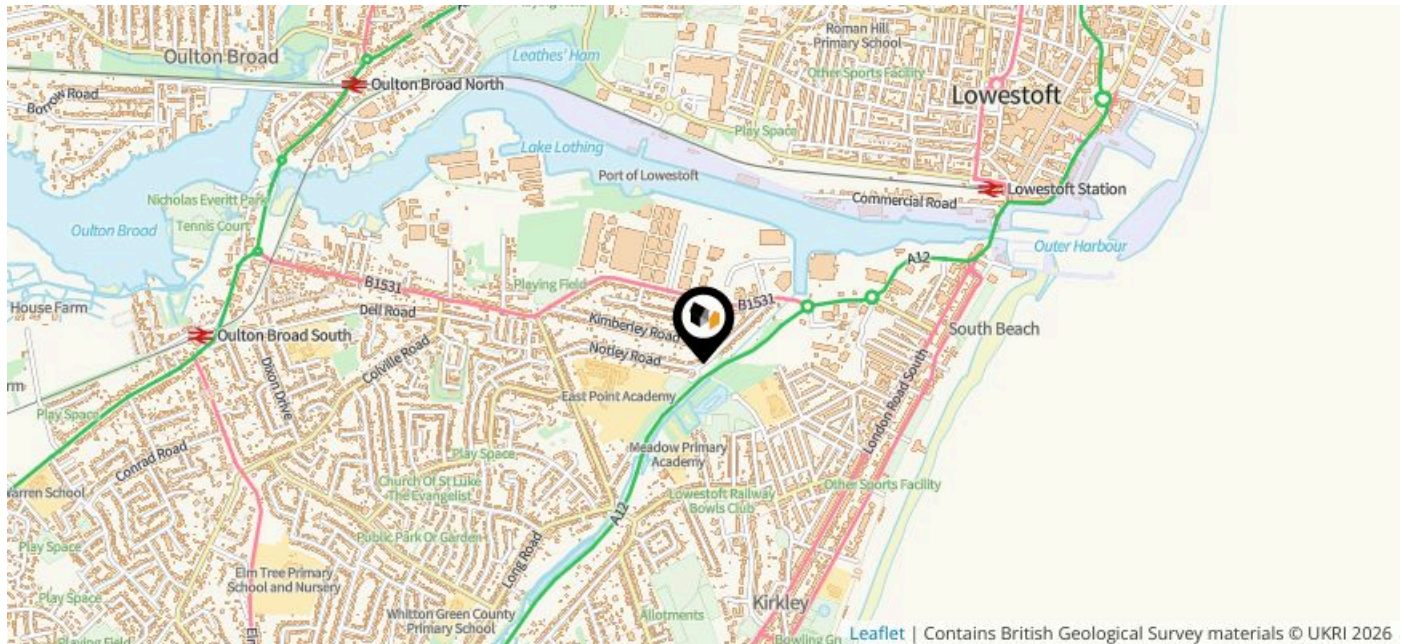 Roman Hill
Primary School
Oulton Broad
Leathes' Ham
Other Sports Facility
Oulton Broad North
Lowestoft
Borrow Road
Play Space
Lake Lothing
Port of Lowestoft
Lowestoft Station
Commercial Road
Nicholas Everitt Park
Tennis Court
Oulton Broad
Outer Harbour
A12
B1531
Playing Field
House Farm
Dell Road
B1531
Kimberley Road
South Beach
Oulton Broad South
Notley Road
Colville Road
Dixon Drive
East Point Academy
London Road South
Play Space
Conrad Road
Meadow Primary
Academy
Play Space
Warren School
Church Of St Luke
The Evangelist
Other Sports Facility
Lowestoft Railway
Bowls Club
A12
Public Park Or Garden
Play Space
Long Road
Elm Tree Primary
School and Nursery
Kirkley
Play Space
Whitton Green County
Primary School
Allotments
Playing Field
Elm
Bowling Gr
Leaflet | Contains British Geological Survey materials © UKRI 2026